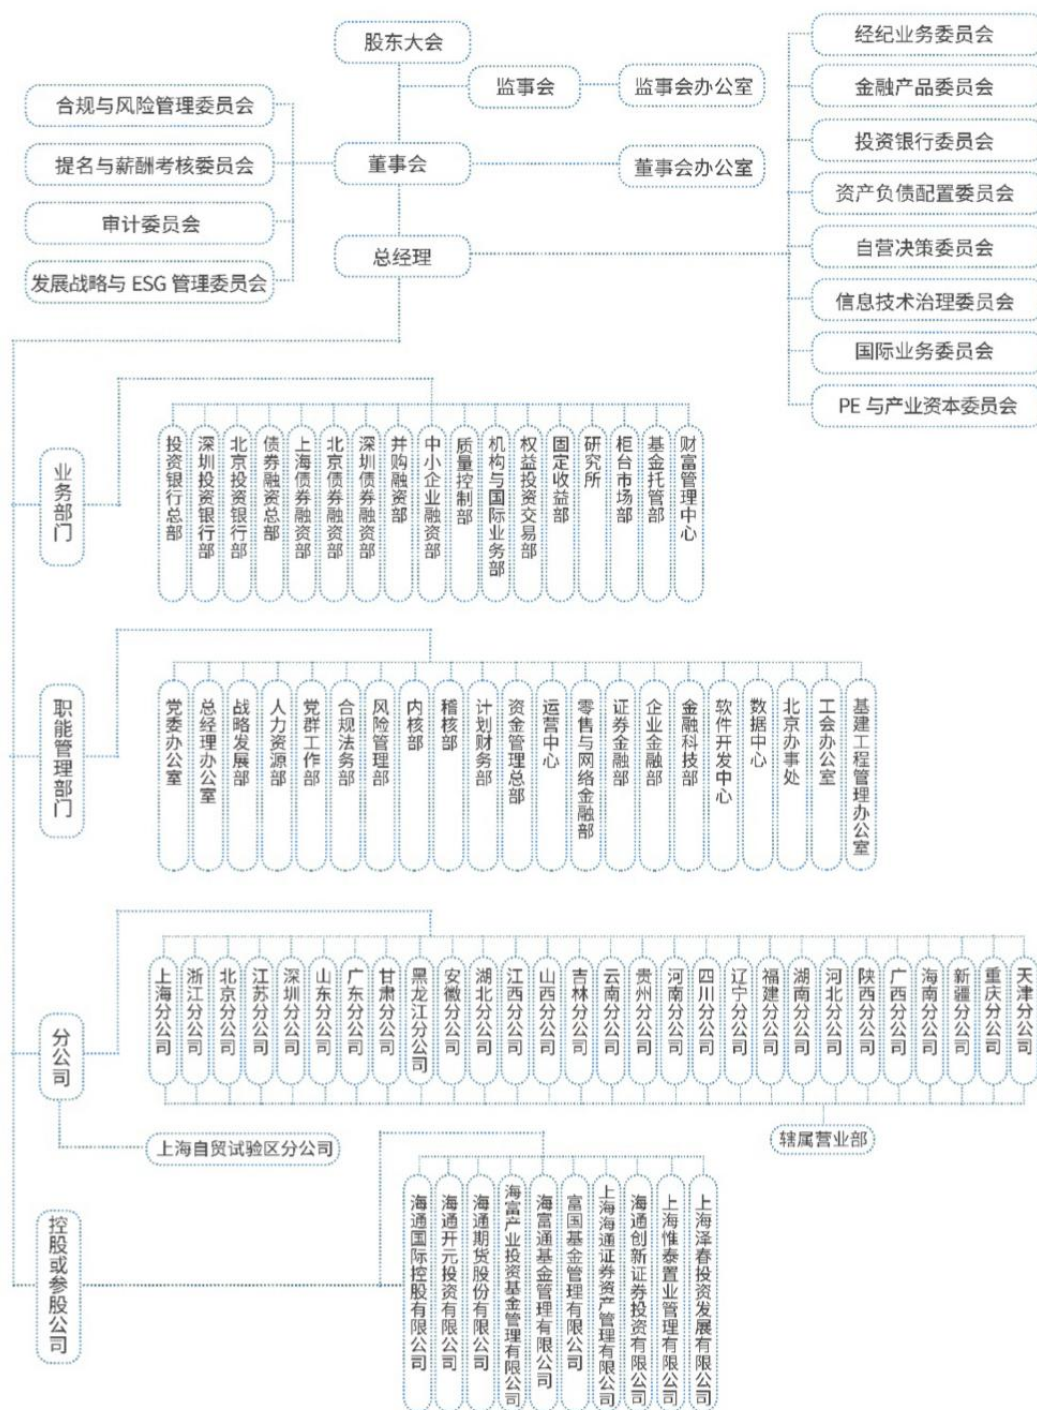 股东大会
监事会
监事会办公室
合规与风险管理委员会
提名与薪酬考核委员会
审计委员会
发展战略与 ESG 管理委员会
董事会
董事会办公室
总经理
经纪业务委员会
金融产品委员会
投资银行委员会
资产负债配置委员会
自营决策委员会
信息技术治理委员会
国际业务委员会
PE 与产业资本委员会
业务部门
投资银行总部
深圳投资银行部
北京投资银行部
债券融资总部
上海债券融资部
北京债券融资部
深圳债券融资部
并购融资部
中小企业融资部
质量控制部
机构与国际业务部
权益投资交易部
固定收益部
研究所
柜台市场部
基金托管部
财富管理中心
职能管理部门
党委办公室
总经理办公室
战略发展部
人力资源部
党群工作部
合规法务部
风险管理部
内核部
稽核部
计划财务部
资金管理总部
运营中心
零售与网络金融部
证券金融部
企业金融部
金融科技部
软件开发中心
数据中心
北京办事处
工会办公室
基建工程管理办公室
分公司
上海分公司
浙江分公司
北京分公司
江苏分公司
深圳分公司
山东分公司
广东分公司
甘肃分公司
黑龙江分公司
安徽分公司
湖北分公司
江西分公司
山西分公司
吉林分公司
云南分公司
贵州分公司
河南分公司
四川分公司
辽宁分公司
福建分公司
湖南分公司
河北分公司
陕西分公司
广西分公司
海南分公司
新疆分公司
重庆分公司
天津分公司
上海自贸试验区分公司
辖属营业部
控股或参股公司
海通国际控股有限公司
海通开元投资有限公司
海通期货股份有限公司
海富产业投资基金管理有限公司
海富通基金管理有限公司
富国基金管理有限公司
上海海通证券资产管理有限公司
海通创新证券投资有限公司
上海惟泰置业管理有限公司
上海泽春投资发展有限公司